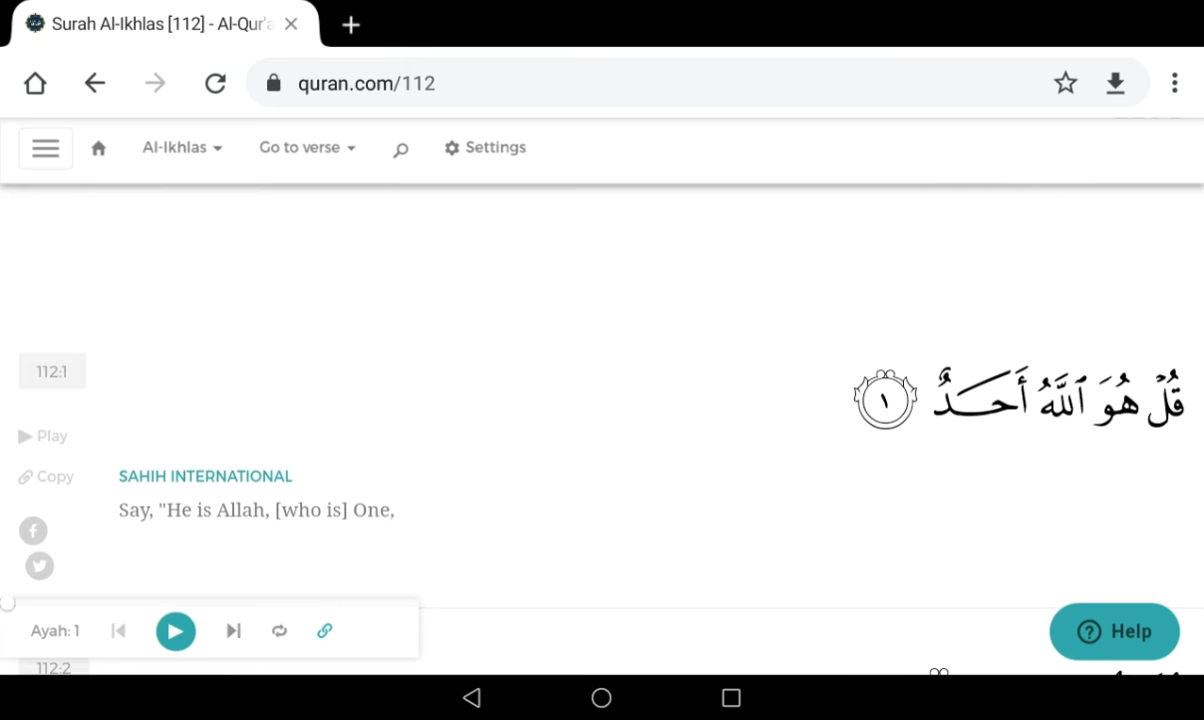 Surah Al-Ikhlas [112] - Al-Qur'a
quran.com/112
Al-Ikhlas Go to verse Settings
112:1
قُلْ هُوَ ٱللَّهُ أَحَدٌ ١
Play
Copy
SAHIH INTERNATIONAL
Say, "He is Allah, [who is] One,
Ayah: 1
Help
112:2